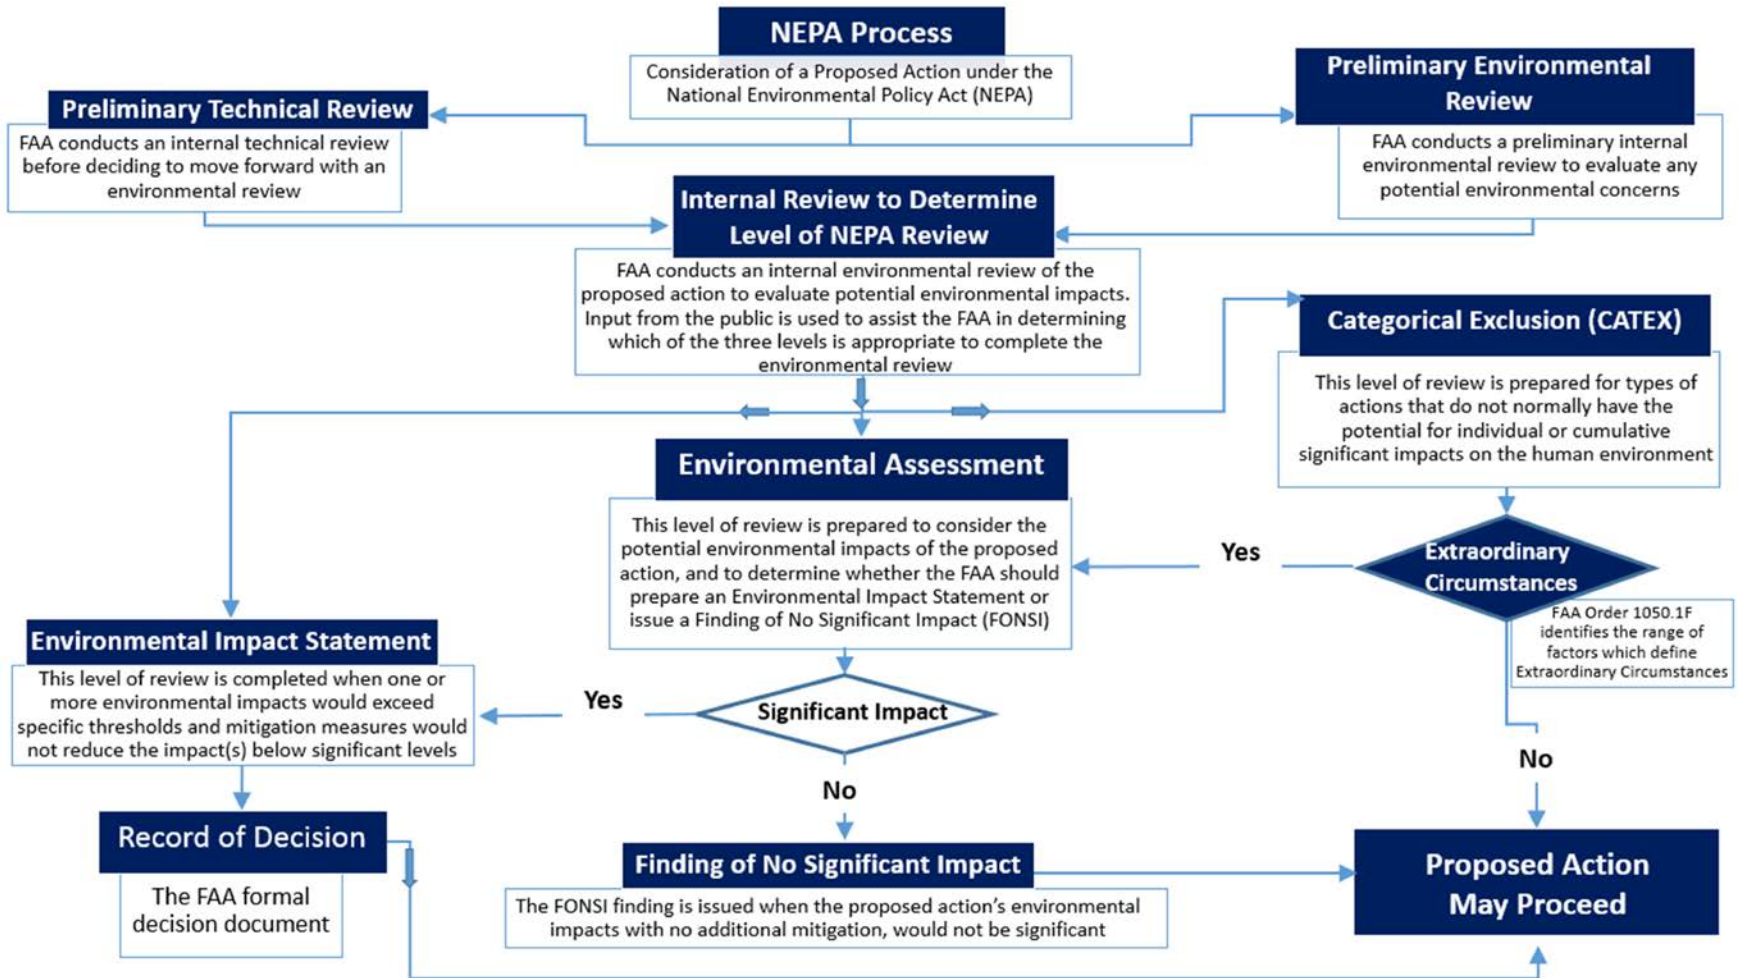 NEPA Process
Consideration of a Proposed Action under the
National Environmental Policy Act (NEPA)
Preliminary Technical Review
FAA conducts an internal technical review
before deciding to move forward with an
environmental review
Preliminary Environmental
Review
FAA conducts a preliminary internal
environmental review to evaluate any
potential environmental concerns
Internal Review to Determine
Level of NEPA Review
FAA conducts an internal environmental review of the
proposed action to evaluate potential environmental impacts.
Input from the public is used to assist the FAA in determining
which of the three levels is appropriate to complete the
environmental review
Categorical Exclusion (CATEX)
This level of review is prepared for types of
actions that do not normally have the
potential for individual or cumulative
significant impacts on the human environment
Extraordinary
Circumstances
FAA Order 1050.1F
identifies the range of
factors which define
Extraordinary Circumstances
Yes
No
Environmental Assessment
This level of review is prepared to consider the
potential environmental impacts of the proposed
action, and to determine whether the FAA should
prepare an Environmental Impact Statement or
issue a Finding of No Significant Impact (FONSI)
Significant Impact
Yes
No
Environmental Impact Statement
This level of review is completed when one or
more environmental impacts would exceed
specific thresholds and mitigation measures would
not reduce the impact(s) below significant levels
Record of Decision
The FAA formal
decision document
Finding of No Significant Impact
The FONSI finding is issued when the proposed action's environmental
impacts with no additional mitigation, would not be significant
Proposed Action
May Proceed